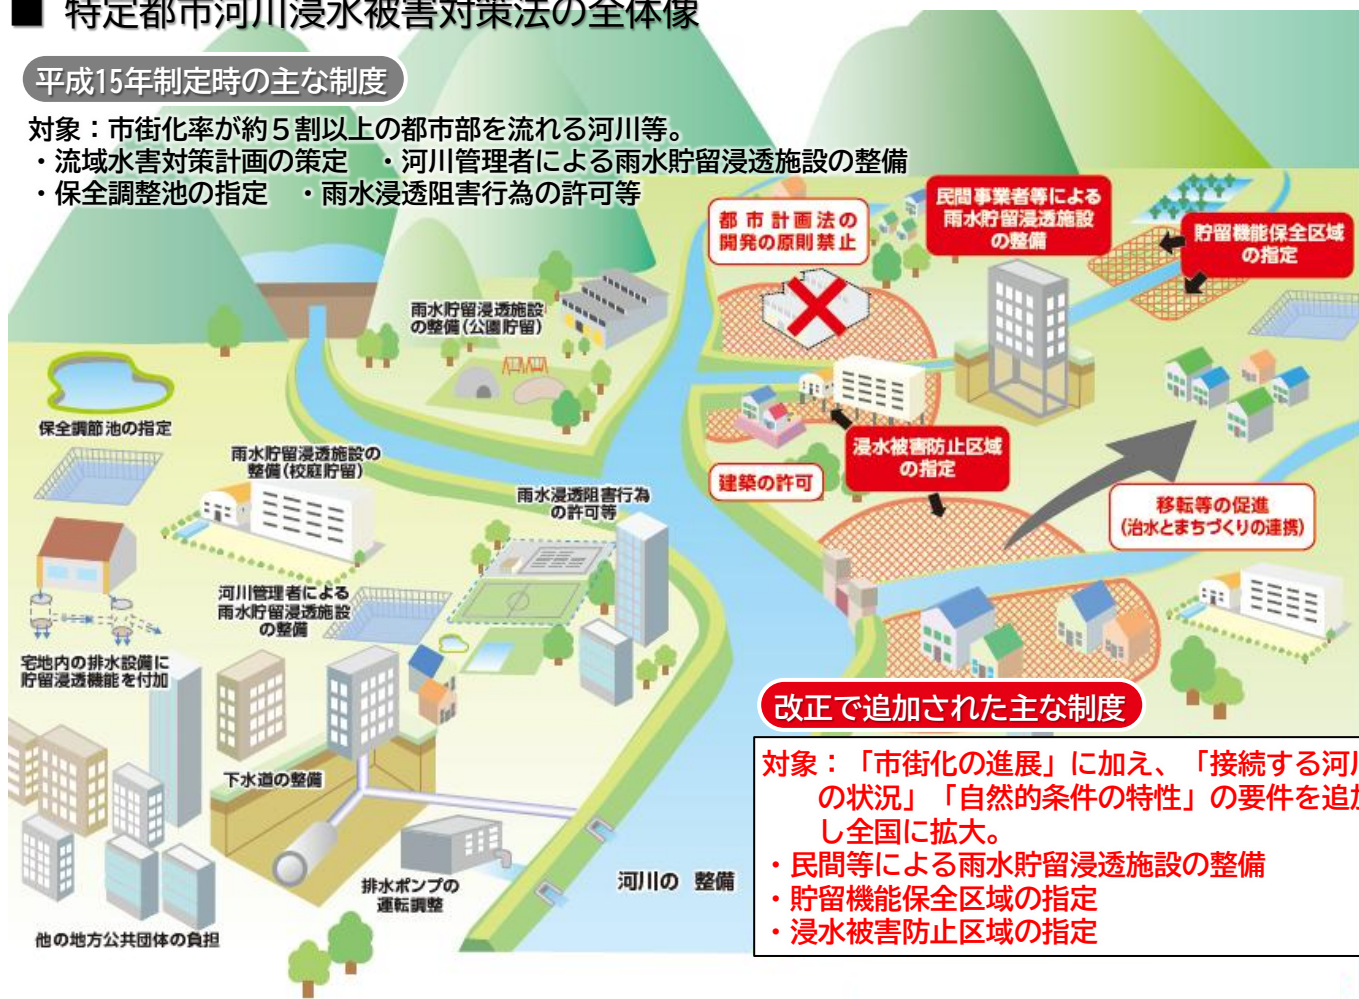 ■ 特定都市河川浸水被害対策法の全体像
平成15年制定時の主な制度
対象：市街化率が約５割以上の都市部を流れる河川等。
・流域水害対策計画の策定　・河川管理者による雨水貯留浸透施設の整備
・保全調整池の指定　・雨水浸透阻害行為の許可等
都市計画法の
開発の原則禁止
民間事業者等による
雨水貯留浸透施設
の整備
貯留機能保全区域
の指定
雨水貯留浸透施設
の整備(公園貯留)
保全調節池の指定
雨水貯留浸透施設の
整備(校庭貯留)
雨水浸透阻害行為
の許可等
浸水被害防止区域
の指定
建築の許可
移転等の促進
(治水とまちづくりの連携)
河川管理者による
雨水貯留浸透施設
の整備
宅地内の排水設備に
貯留浸透機能を付加
下水道の整備
排水ポンプの
運転調整
河川の 整備
他の地方公共団体の負担
改正で追加された主な制度
対象：「市街化の進展」に加え、「接続する河川
の状況」「自然的条件の特性」の要件を追加
し全国に拡大。
・民間等による雨水貯留浸透施設の整備
・貯留機能保全区域の指定
・浸水被害防止区域の指定